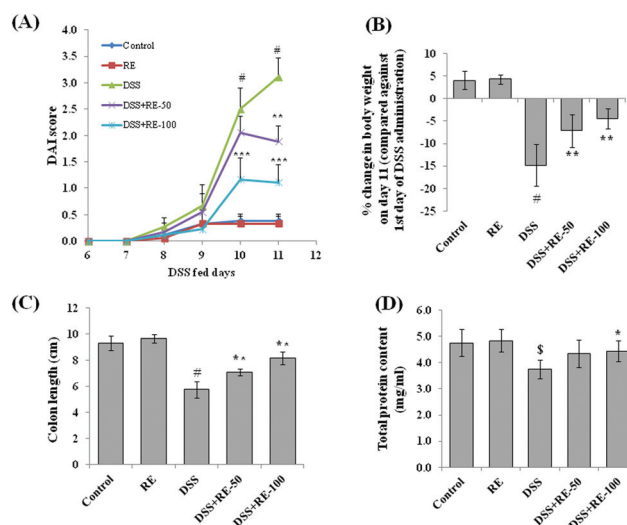 (A)
4.0
3.5
3.0
2.5
2.0
1.5
1.0
0.5
0.0
DAI score
Control
RE
DSS
DSS+RE-50
DSS+RE-100
#
#
**
***
***
6 7 8 9 10 11 12
DSS fed days
(B)
% change in body weight
on day 11 (compared against
1st day of DSS administration)
10
5
0
-5
-10
-15
-20
-25
#
**
**
Control
RE
DSS
DSS+RE-50
DSS+RE-100
(C)
Colon length (cm)
12
10
8
6
4
2
0
#
**
**
Control
RE
DSS
DSS+RE-50
DSS+RE-100
(D)
Total protein content
(mg/ml)
6.0
5.0
4.0
3.0
2.0
1.0
0.0
$
*
Control
RE
DSS
DSS+RE-50
DSS+RE-100